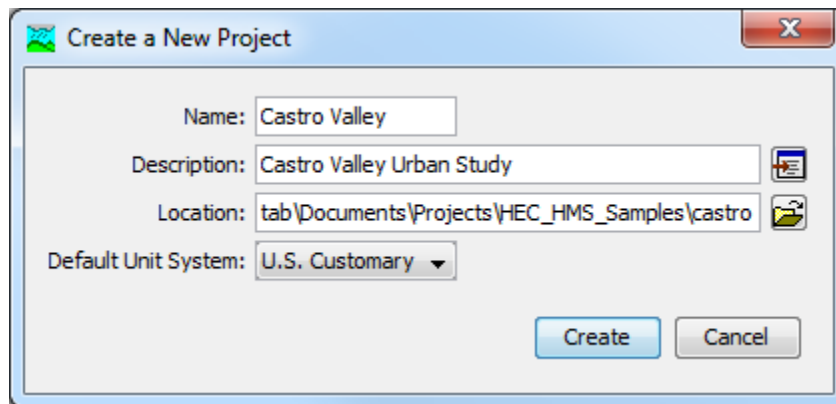 Create a New Project
Name: Castro Valley
Description: Castro Valley Urban Study
Location: tab\Documents\Projects\HEC_HMS_Samples\castro
Default Unit System: U.S. Customary
Create Cancel